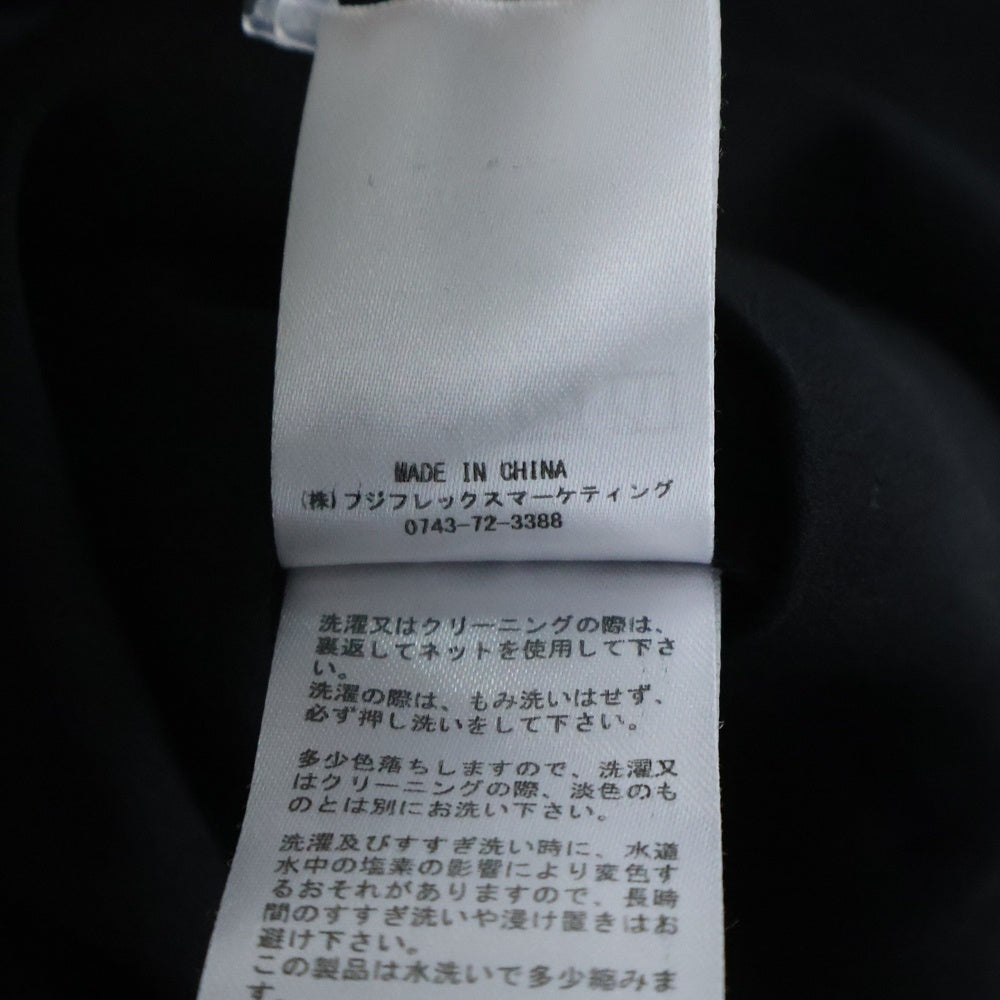 MADE IN CHINA
(株)フジフレックスマーケティング
0743-72-3388
洗濯又はクリーニングの際は、
裏返してネットを使用して下さ
い。
洗濯の際は、もみ洗いはせず、
必ず押し洗いをして下さい。
多少色落ちしますので、洗濯又
はクリーニングの際、淡色のも
のとは別にお洗い下さい。
洗濯及びすすぎ洗い時に、水道
水中の塩素の影響により変色す
るおそれがありますので、長時
間のすすぎ洗いや浸け置きはお
避け下さい。
この製品は水洗いで多少縮みま
す。